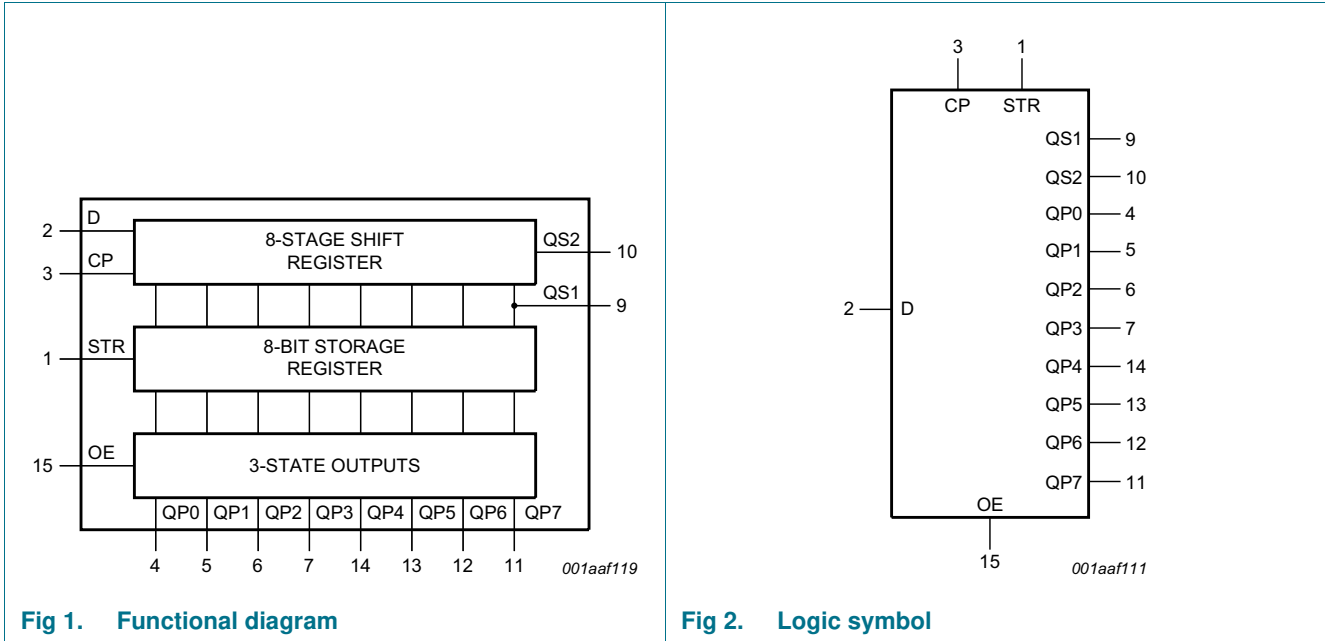 D
2
CP
3
8-STAGE SHIFT
REGISTER
QS2
10
QS1
9
STR
1
8-BIT STORAGE
REGISTER
OE
15
3-STATE OUTPUTS
QP0 QP1 QP2 QP3 QP4 QP5 QP6 QP7
4 5 6 7 14 13 12 11
001aaf119
Fig 1. Functional diagram
3 1
CP STR
QS1 9
QS2 10
QP0 4
QP1 5
QP2 6
2 D
QP3 7
QP4 14
QP5 13
QP6 12
QP7 11
OE
15
001aaf111
Fig 2. Logic symbol